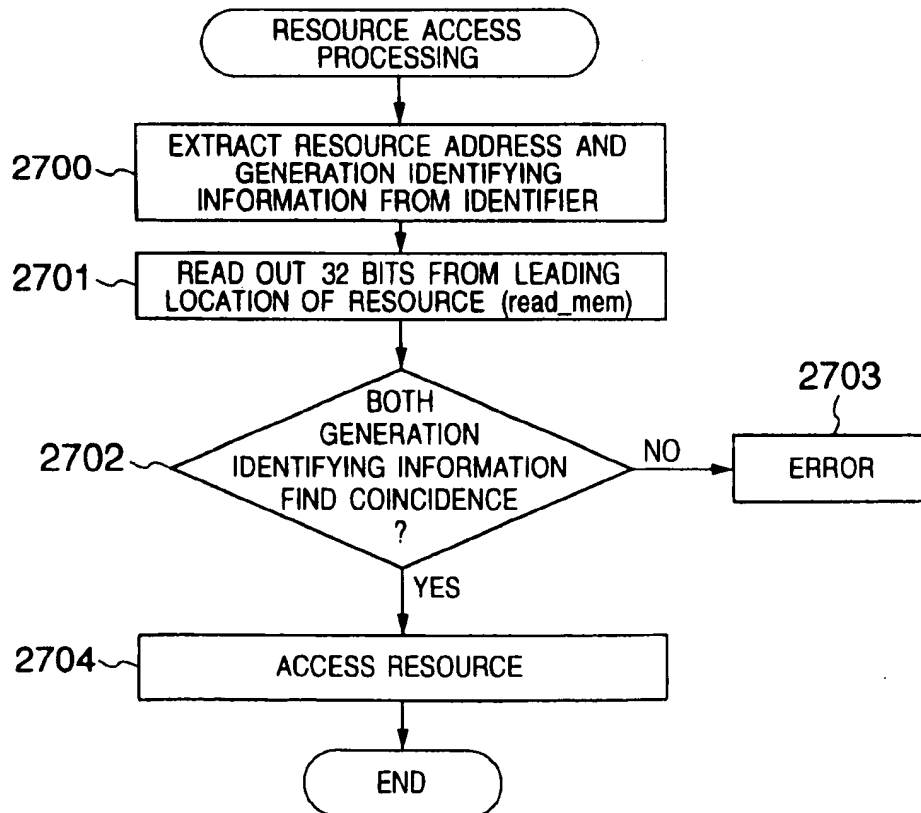 RESOURCE ACCESS
PROCESSING
2700
EXTRACT RESOURCE ADDRESS AND
GENERATION IDENTIFYING
INFORMATION FROM IDENTIFIER
2701
READ OUT 32 BITS FROM LEADING
LOCATION OF RESOURCE (read_mem)
2702
BOTH
GENERATION
IDENTIFYING INFORMATION
FIND COINCIDENCE
?
NO
2703
ERROR
YES
2704
ACCESS RESOURCE
END